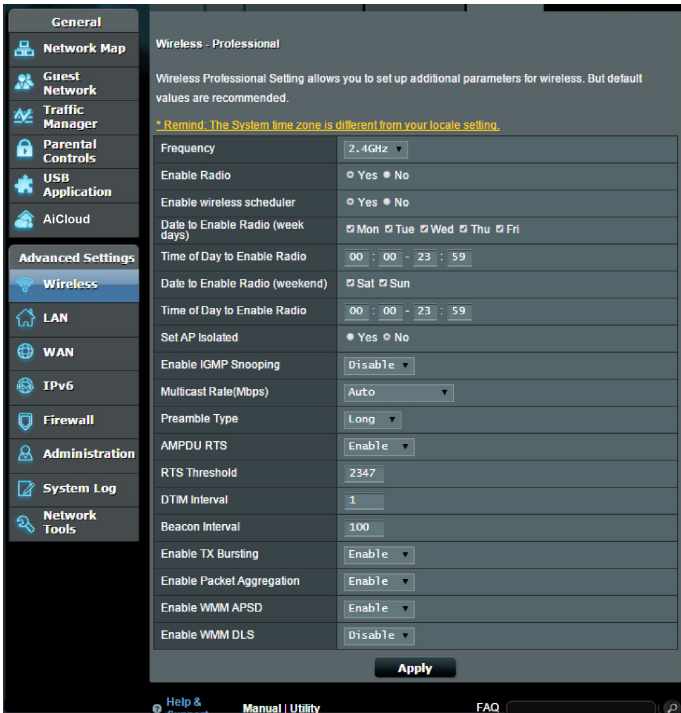 General
Network Map
Guest
Network
Traffic
Manager
Parental
Controls
USB
Application
AiCloud
Advanced Settings
Wireless
LAN
WAN
IPv6
Firewall
Administration
System Log
Network
Tools
Wireless - Professional
Wireless Professional Setting allows you to set up additional parameters for wireless. But default
values are recommended.
* Remind: The System time zone is different from your locale setting.
Frequency 2.4GHz
Enable Radio Yes No
Enable wireless scheduler Yes No
Date to Enable Radio (week
days) Mon Tue Wed Thu Fri
Time of Day to Enable Radio 00 : 00 - 23 : 59
Date to Enable Radio (weekend) Sat Sun
Time of Day to Enable Radio 00 : 00 - 23 : 59
Set AP Isolated Yes No
Enable IGMP Snooping Disable
Multicast Rate(Mbps) Auto
Preamble Type Long
AMPDU RTS Enable
RTS Threshold 2347
DTIM Interval 1
Beacon Interval 100
Enable TX Bursting Enable
Enable Packet Aggregation Enable
Enable WMM APSD Enable
Enable WMM DLS Disable
Apply
Help &
Manual | Utility FAQ